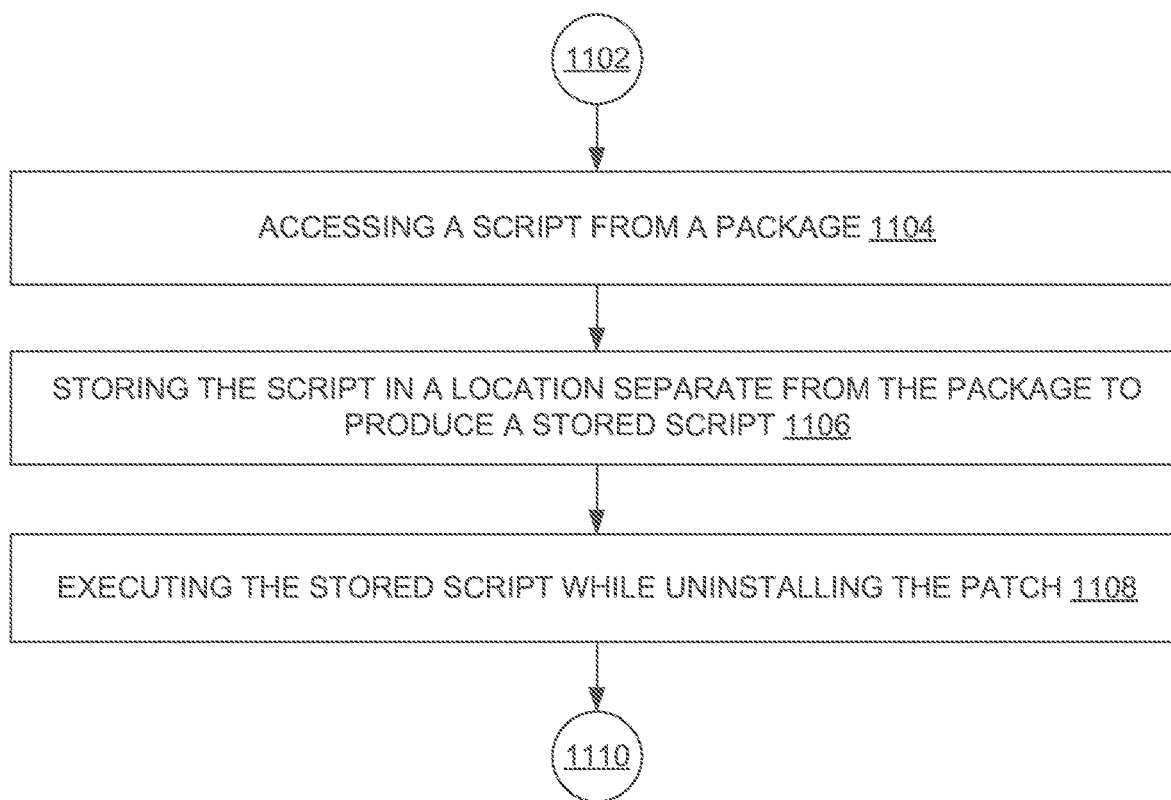 1102
ACCESSING A SCRIPT FROM A PACKAGE 1104
STORING THE SCRIPT IN A LOCATION SEPARATE FROM THE PACKAGE TO
PRODUCE A STORED SCRIPT 1106
EXECUTING THE STORED SCRIPT WHILE UNINSTALLING THE PATCH 1108
1110